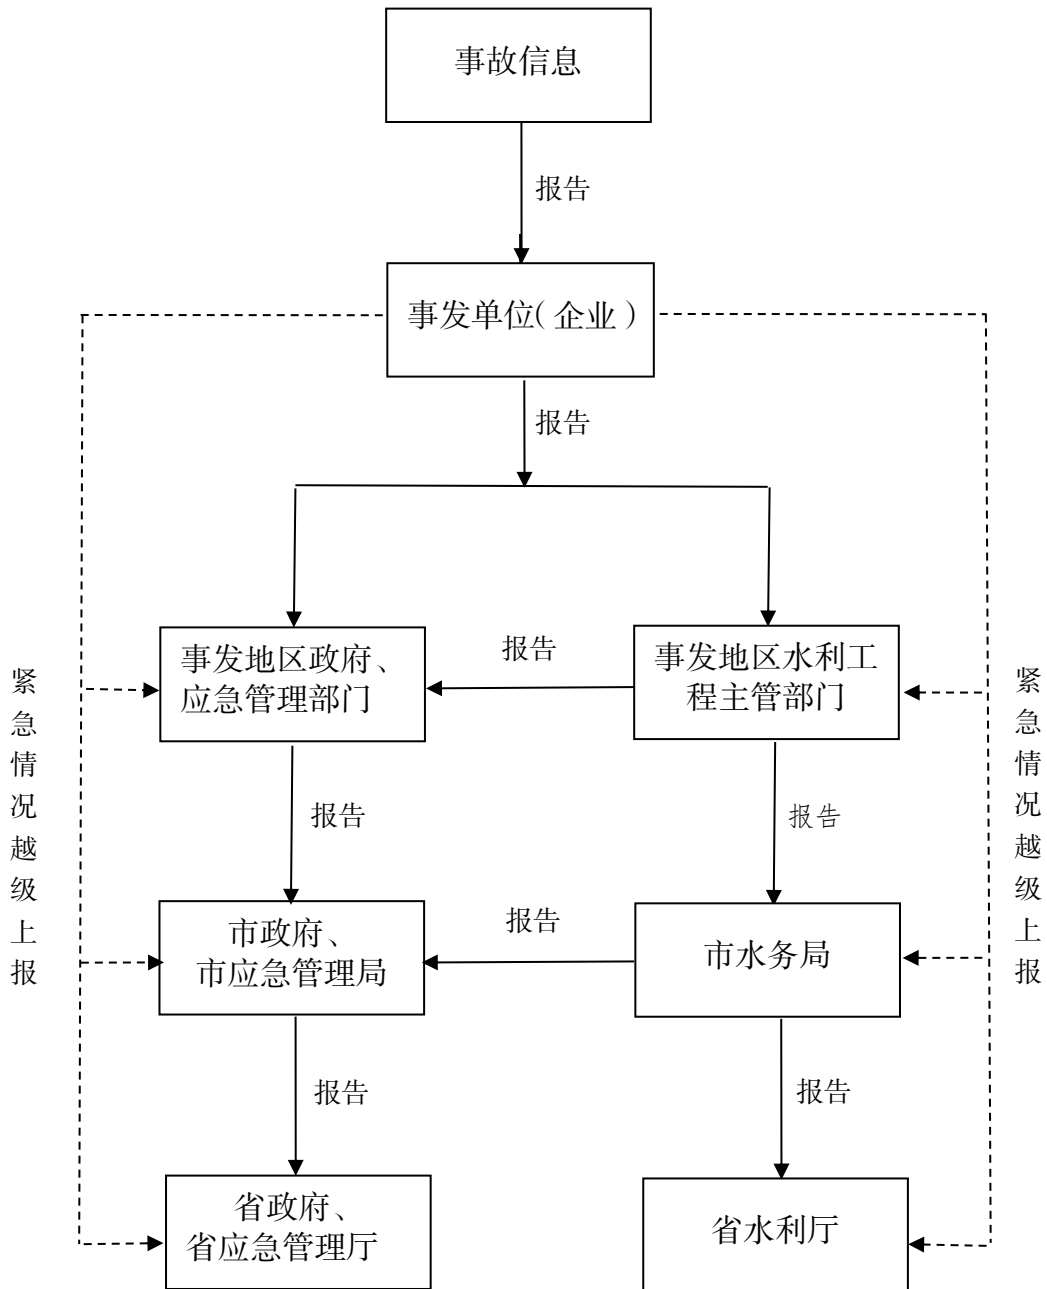 事故信息
报告
事发单位(企业)
报告
事发地区政府、
应急管理部门
报告
事发地区水利工
程主管部门
紧急情况越级上报
紧急情况越级上报
报告
报告
市政府、
市应急管理局
报告
市水务局
报告
报告
省政府、
省应急管理厅
省水利厅